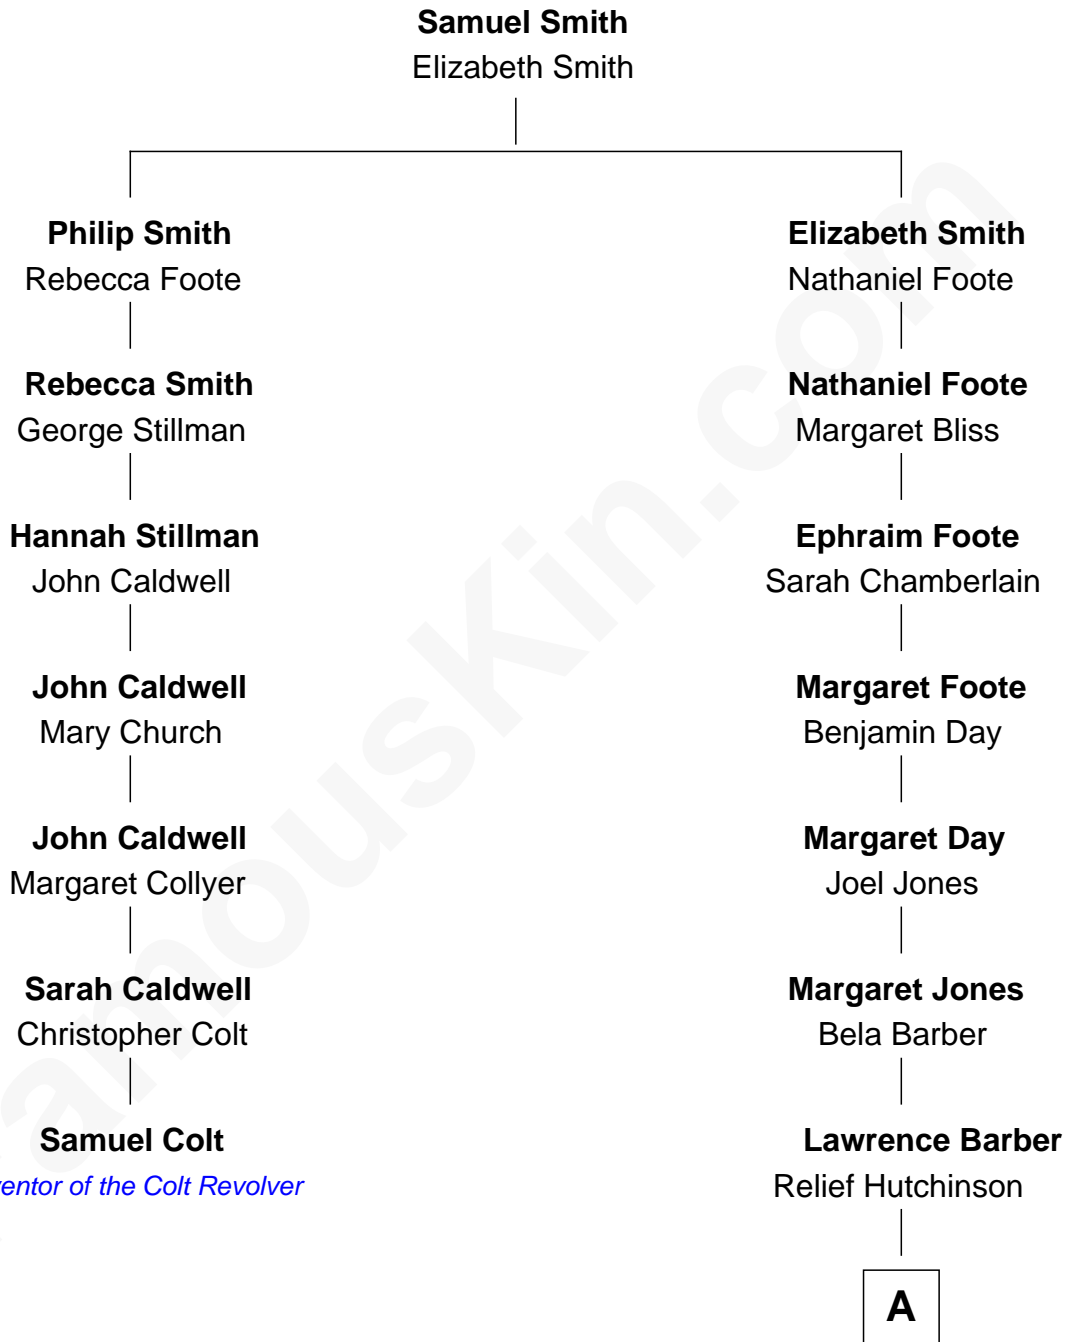 Samuel Smith
Elizabeth Smith
Philip Smith
Rebecca Foote
Elizabeth Smith
Nathaniel Foote
Rebecca Smith
George Stillman
Nathaniel Foote
Margaret Bliss
Hannah Stillman
John Caldwell
Ephraim Foote
Sarah Chamberlain
John Caldwell
Mary Church
Margaret Foote
Benjamin Day
John Caldwell
Margaret Collyer
Margaret Day
Joel Jones
Sarah Caldwell
Christopher Colt
Margaret Jones
Bela Barber
Samuel Colt
entor of the Colt Revolver
Lawrence Barber
Relief Hutchinson
A
amouskin.com